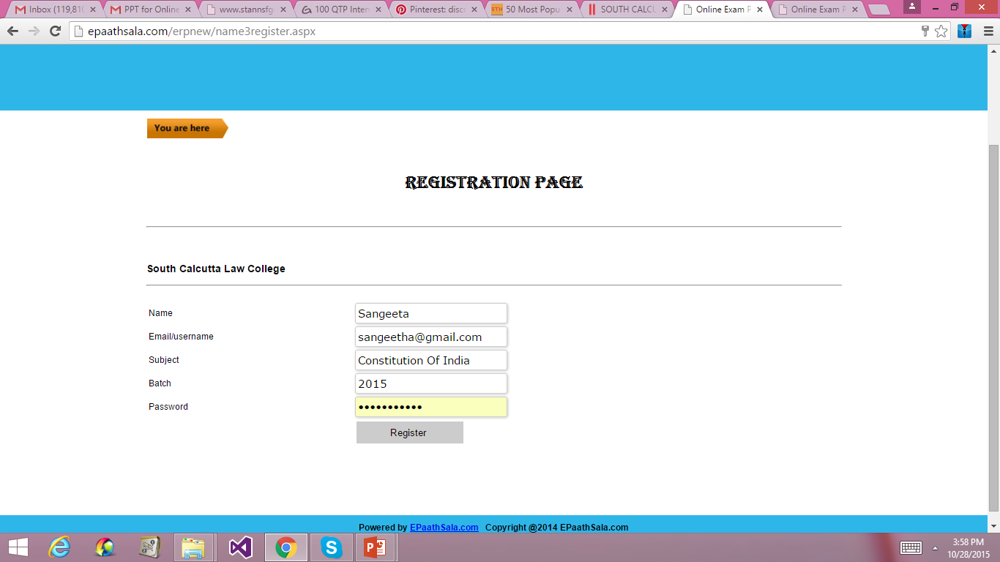 Inbox (119,810
PPT for Online
www.stannsfg
100 QTP Inter
Pinterest: disc
STH 50 Most Popu
SOUTH CALCU
Online Exam P
Online Exam P
epaathsala.com/erpnew/name3register.aspx
You are here
REGISTRATION PAGE
South Calcutta Law College
Name Sangeeta
Email/username sangeetha@gmail.com
Subject Constitution Of India
Batch 2015
Password •••••••••••
Register
Powered by EPaathSala.com Copyright @2014 EPaathSala.com
3:58 PM
10/28/2015